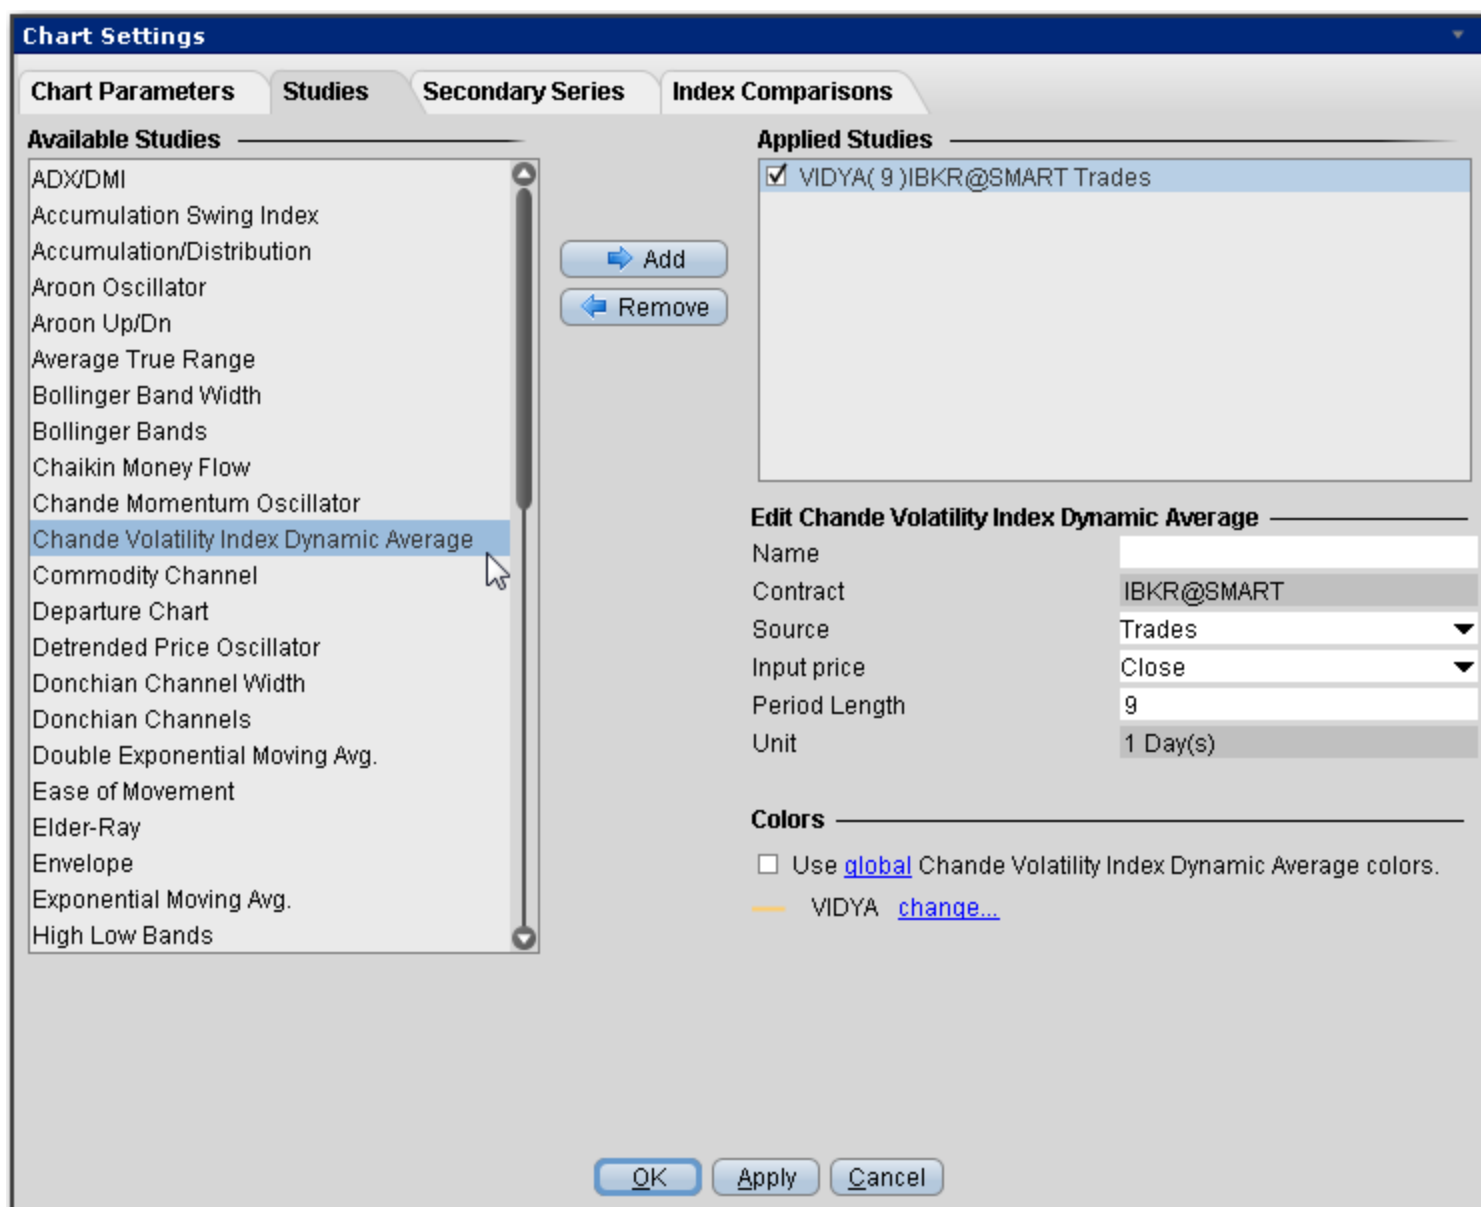 Chart Settings
Chart Parameters
Studies
Secondary Series
Index Comparisons
Available Studies
ADX/DMI
Accumulation Swing Index
Accumulation/Distribution
Aroon Oscillator
Aroon Up/Dn
Average True Range
Bollinger Band Width
Bollinger Bands
Chaikin Money Flow
Chande Momentum Oscillator
Chande Volatility Index Dynamic Average
Commodity Channel
Departure Chart
Detrended Price Oscillator
Donchian Channel Width
Donchian Channels
Double Exponential Moving Avg.
Ease of Movement
Elder-Ray
Envelope
Exponential Moving Avg.
High Low Bands
Add
Remove
Applied Studies
VIDYA( 9 )IBKR@SMART Trades
Edit Chande Volatility Index Dynamic Average
Name
Contract IBKR@SMART
Source Trades
Input price Close
Period Length 9
Unit 1 Day(s)
Colors
Use global Chande Volatility Index Dynamic Average colors.
VIDYA change...
OK
Apply
Cancel